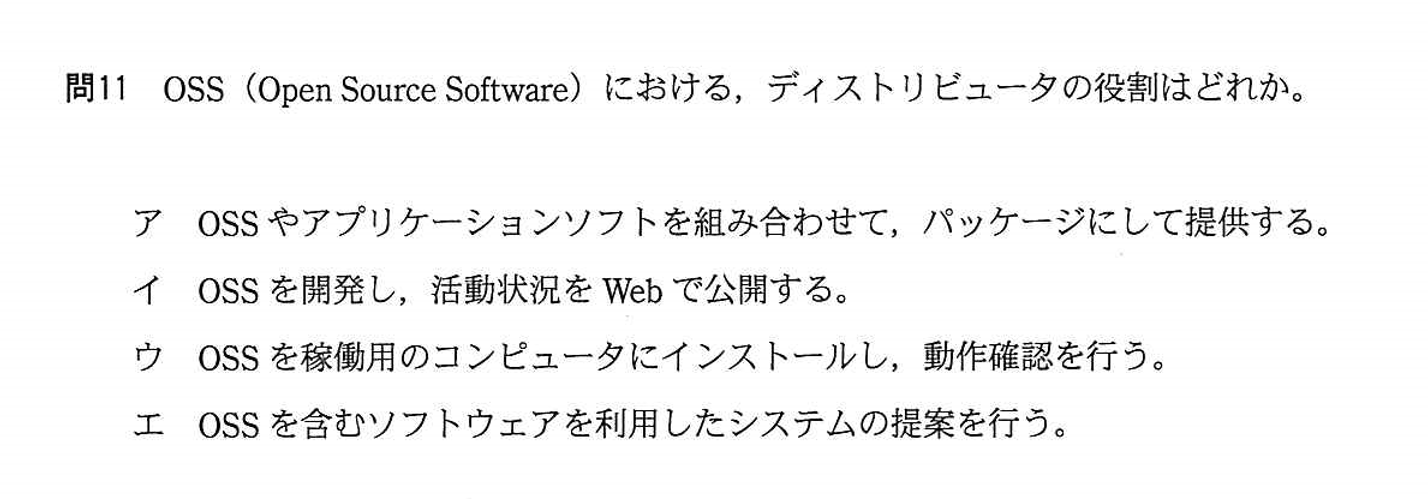 問11　OSS（Open Source Software）における，ディストリビュータの役割はどれか。
ア　OSS やアプリケーションソフトを組み合わせて，パッケージにして提供する。
イ　OSS を開発し，活動状況を Web で公開する。
ウ　OSS を稼働用のコンピュータにインストールし，動作確認を行う。
エ　OSS を含むソフトウェアを利用したシステムの提案を行う。